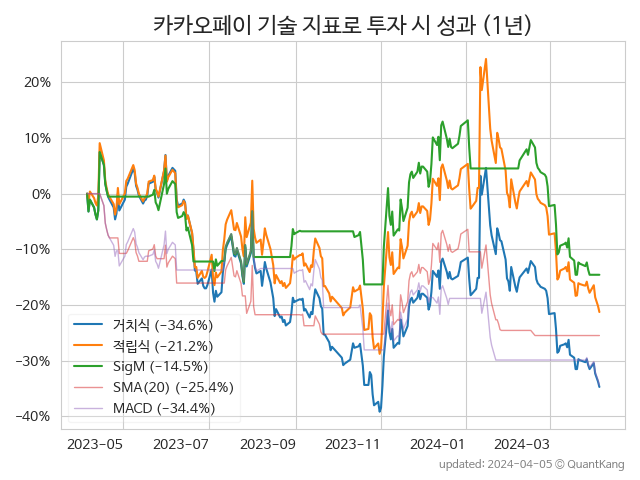 카카오페이 기술 지표로 투자 시 성과 (1년)
20%
10%
0%
−10%
−20%
−30%
−40%
거치식 (−34.6%)
적립식 (−21.2%)
SigM (−14.5%)
SMA(20) (−25.4%)
MACD (−34.4%)
2023-05 2023-07 2023-09 2023-11 2024-01 2024-03
updated: 2024-04-05 © QuantKang